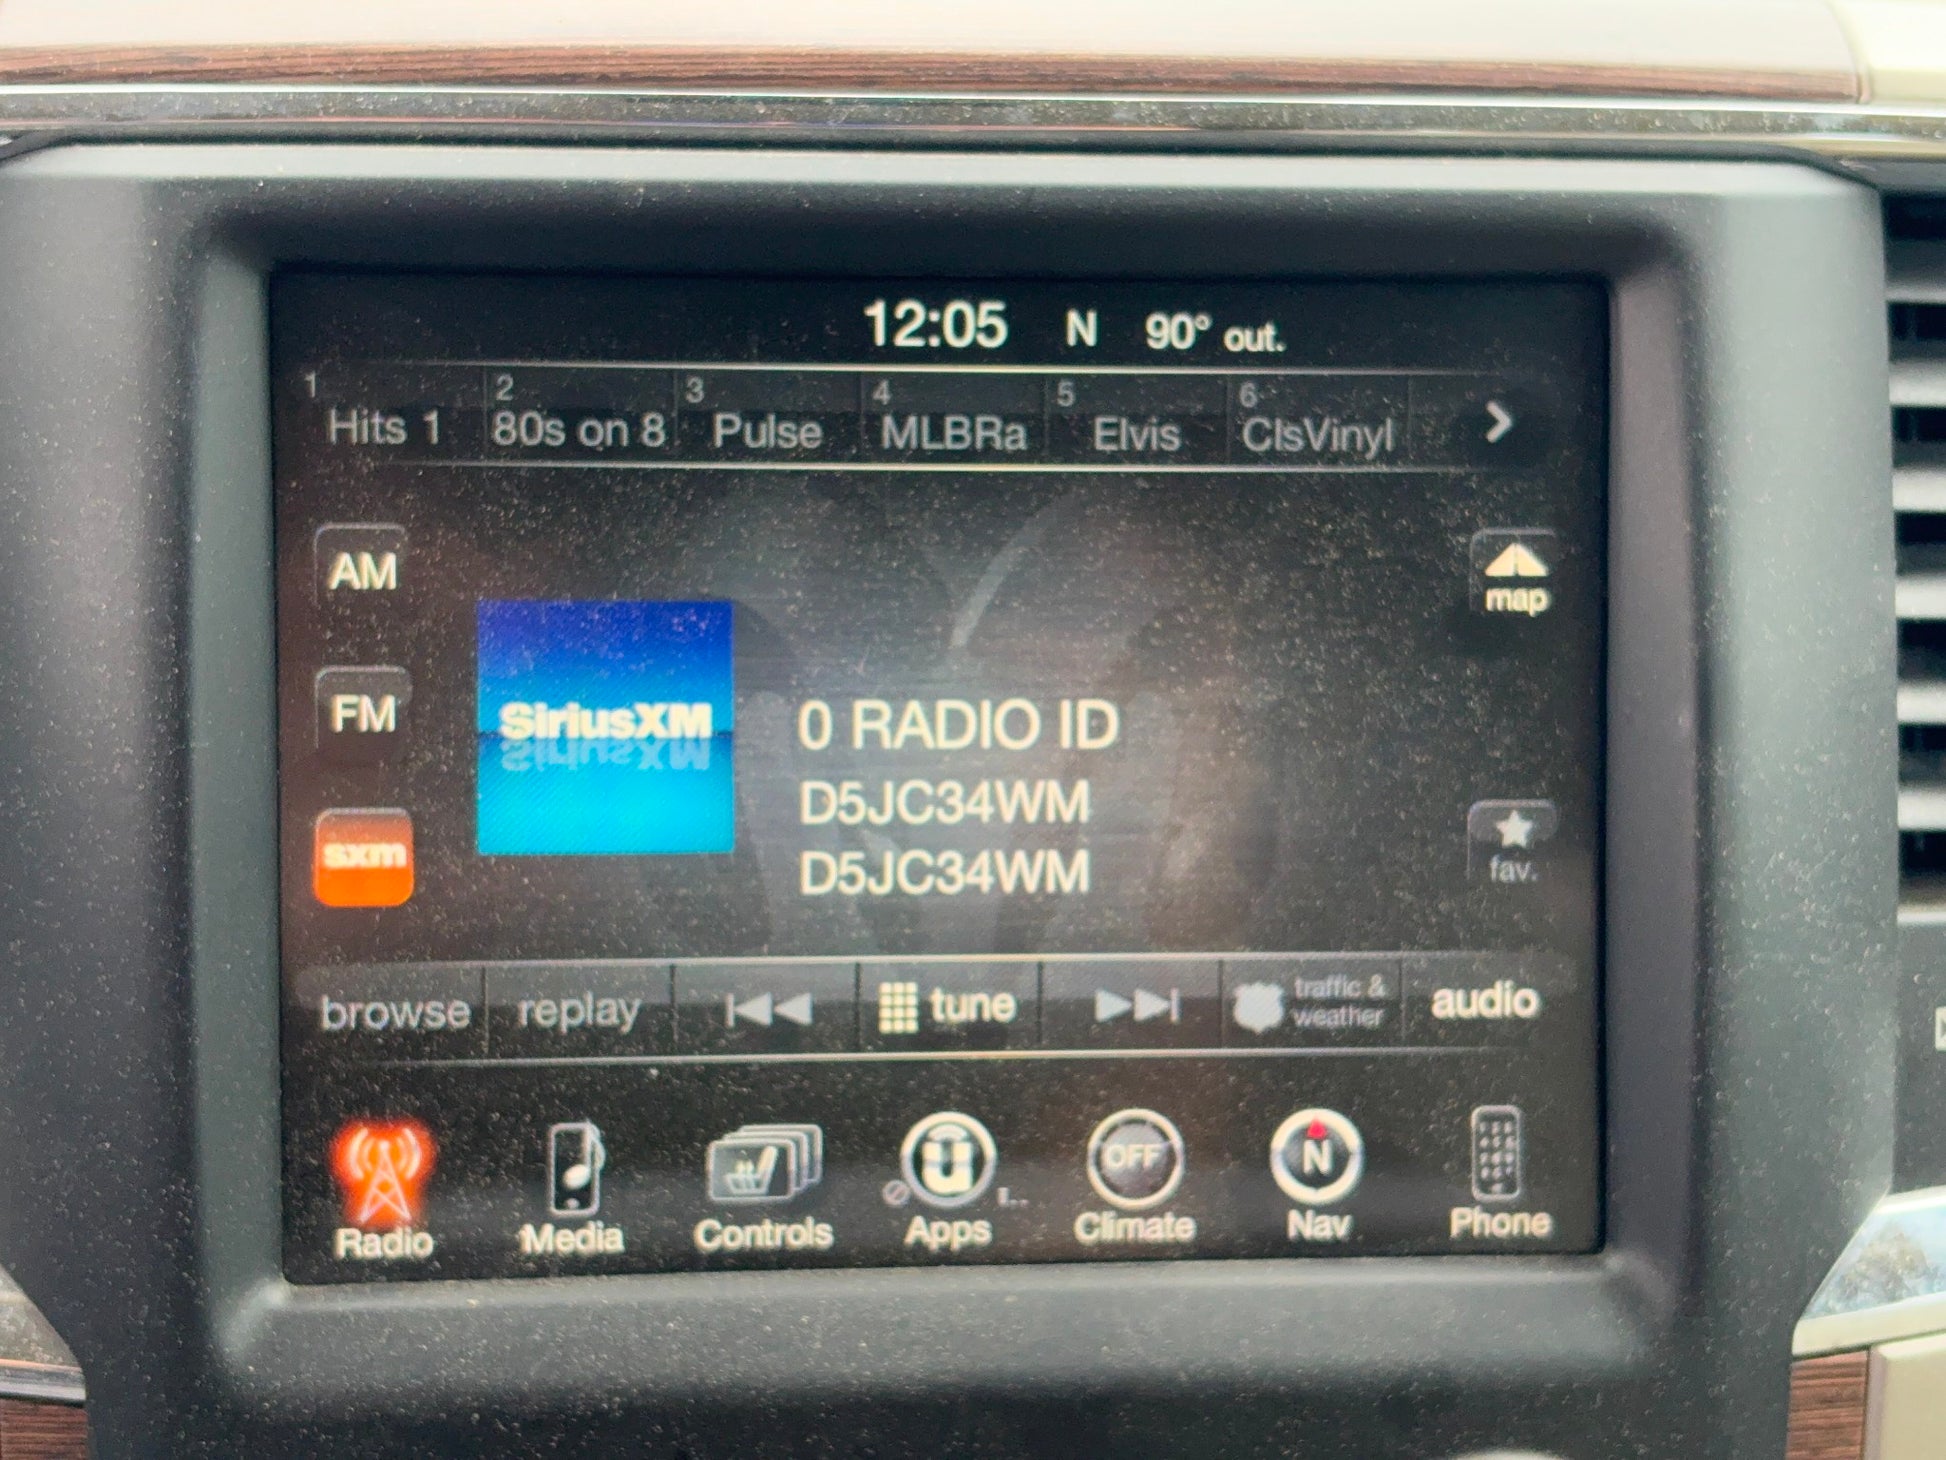 12:05 N 90° out.
1 2 3 4 5 6
Hits 1 80s on 8 Pulse MLBRa Elvis ClsVinyl
AM
map
SiriusXM
FM
0 RADIO ID
D5JC34WM
sxm
D5JC34WM
fav.
browse replay tune traffic &
weather audio
OFF N
Radio Media Controls Apps Climate Nav Phone